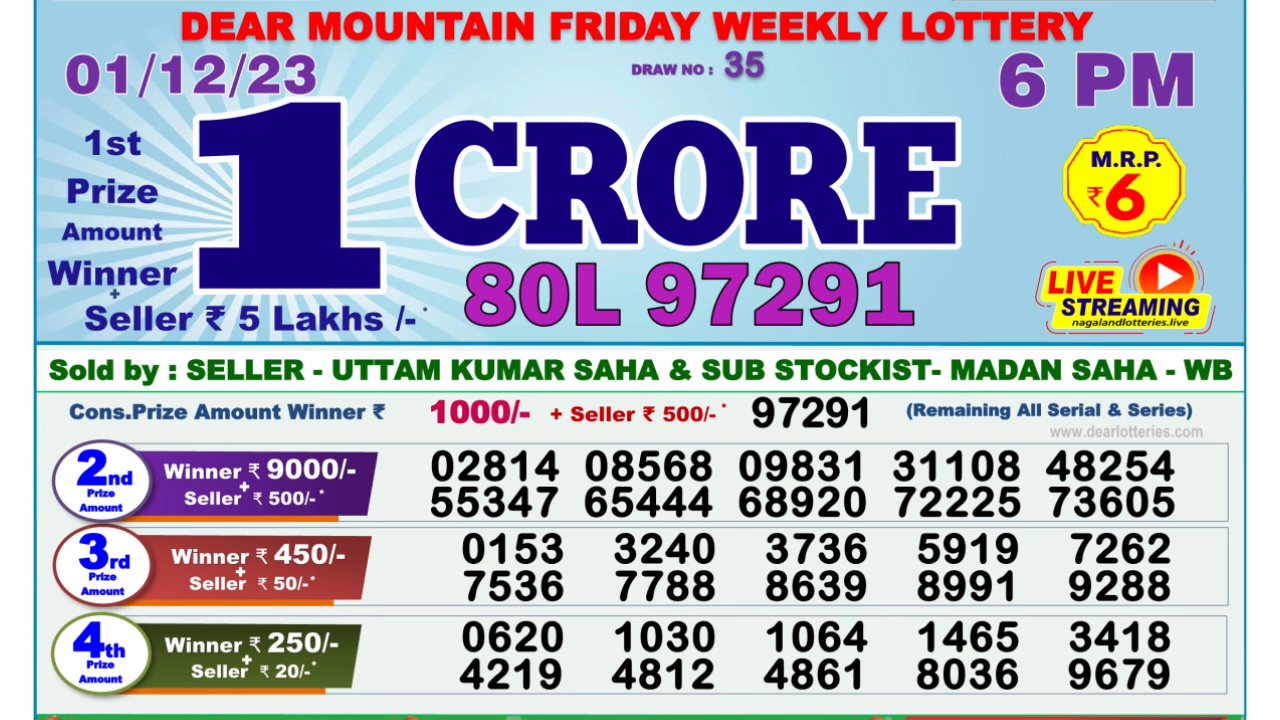 DEAR MOUNTAIN FRIDAY WEEKLY LOTTERY
01/12/23
DRAW NO : 35
6 PM
1st
Prize
Amount
Winner
+
Seller ₹ 5 Lakhs /-*
1 CRORE
80L 97291
M.R.P.
₹6
LIVE
STREAMING
nagalandlotteries.live
Sold by : SELLER - UTTAM KUMAR SAHA & SUB STOCKIST- MADAN SAHA - WB
Cons.Prize Amount Winner ₹ 1000/- + Seller ₹ 500/-* 97291 (Remaining All Serial & Series)
www.dearlotteries.com
2nd
Prize
Amount
Winner ₹ 9000/-
+
Seller ₹ 500/-*
02814 08568 09831 31108 48254
55347 65444 68920 72225 73605
3rd
Prize
Amount
Winner ₹ 450/-
+
Seller ₹ 50/-*
0153 3240 3736 5919 7262
7536 7788 8639 8991 9288
4th
Prize
Amount
Winner ₹ 250/-
+
Seller ₹ 20/-*
0620 1030 1064 1465 3418
4219 4812 4861 8036 9679